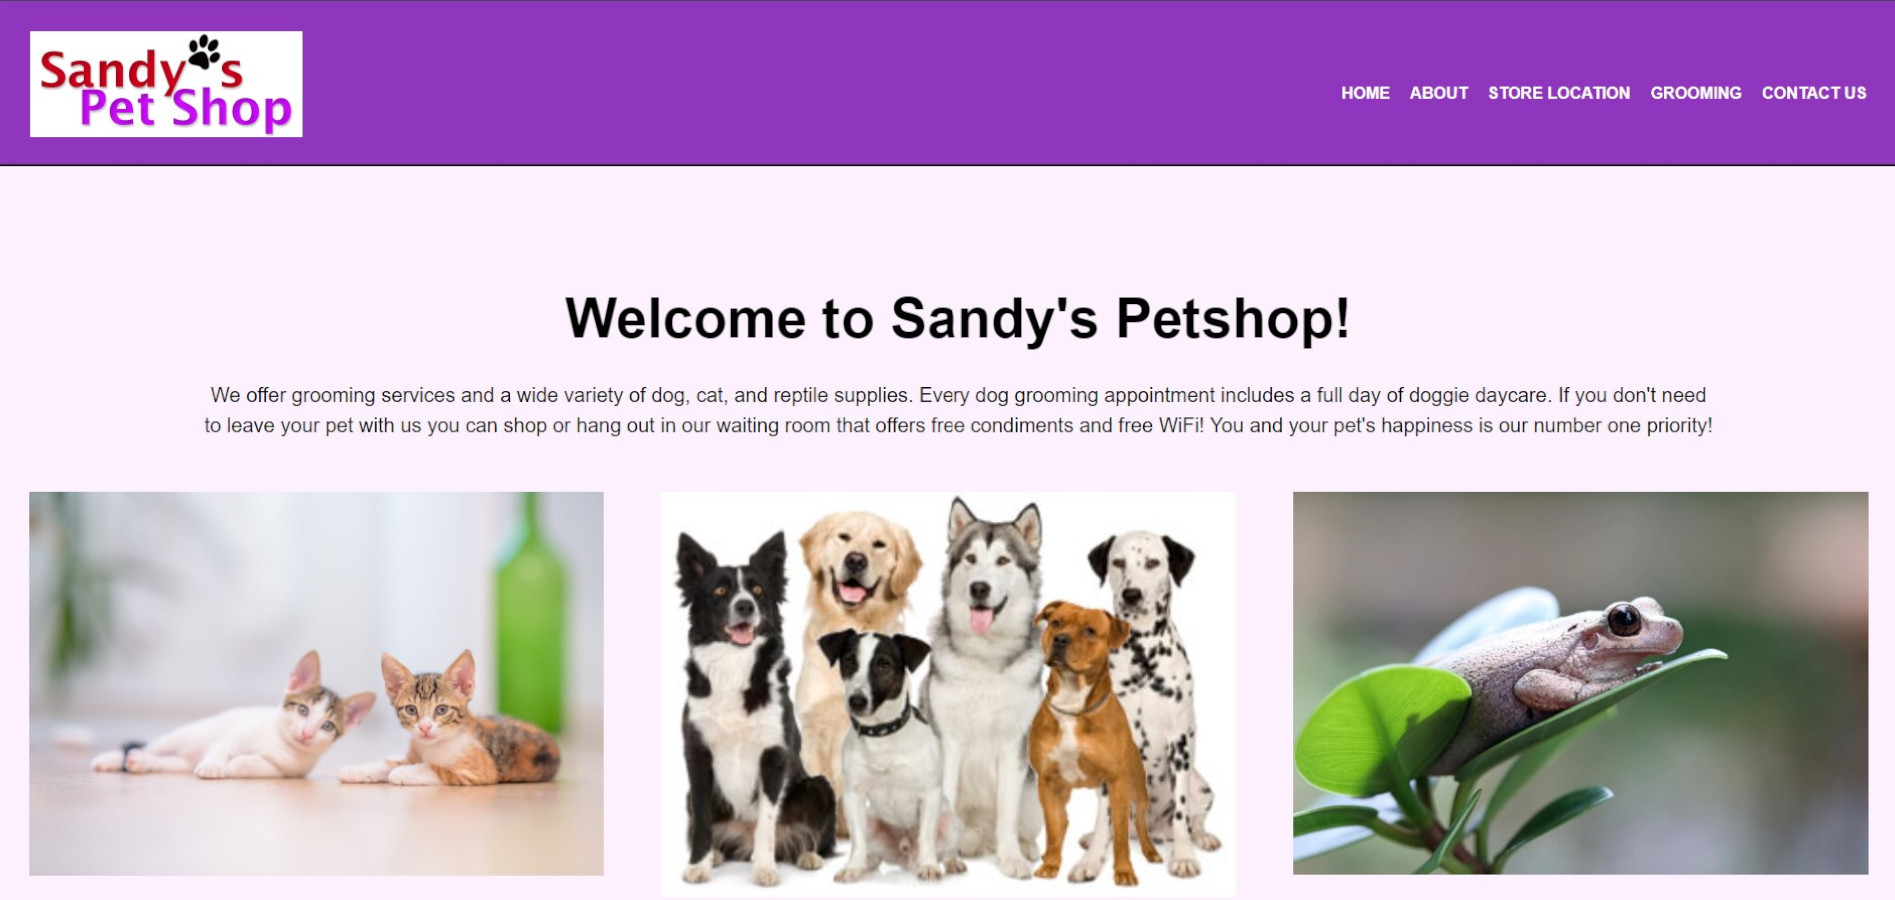 Sandy's
Pet Shop
HOME ABOUT STORE LOCATION GROOMING CONTACT US
Welcome to Sandy's Petshop!
We offer grooming services and a wide variety of dog, cat, and reptile supplies. Every dog grooming appointment includes a full day of doggie daycare. If you don't need
to leave your pet with us you can shop or hang out in our waiting room that offers free condiments and free WiFi! You and your pet's happiness is our number one priority!